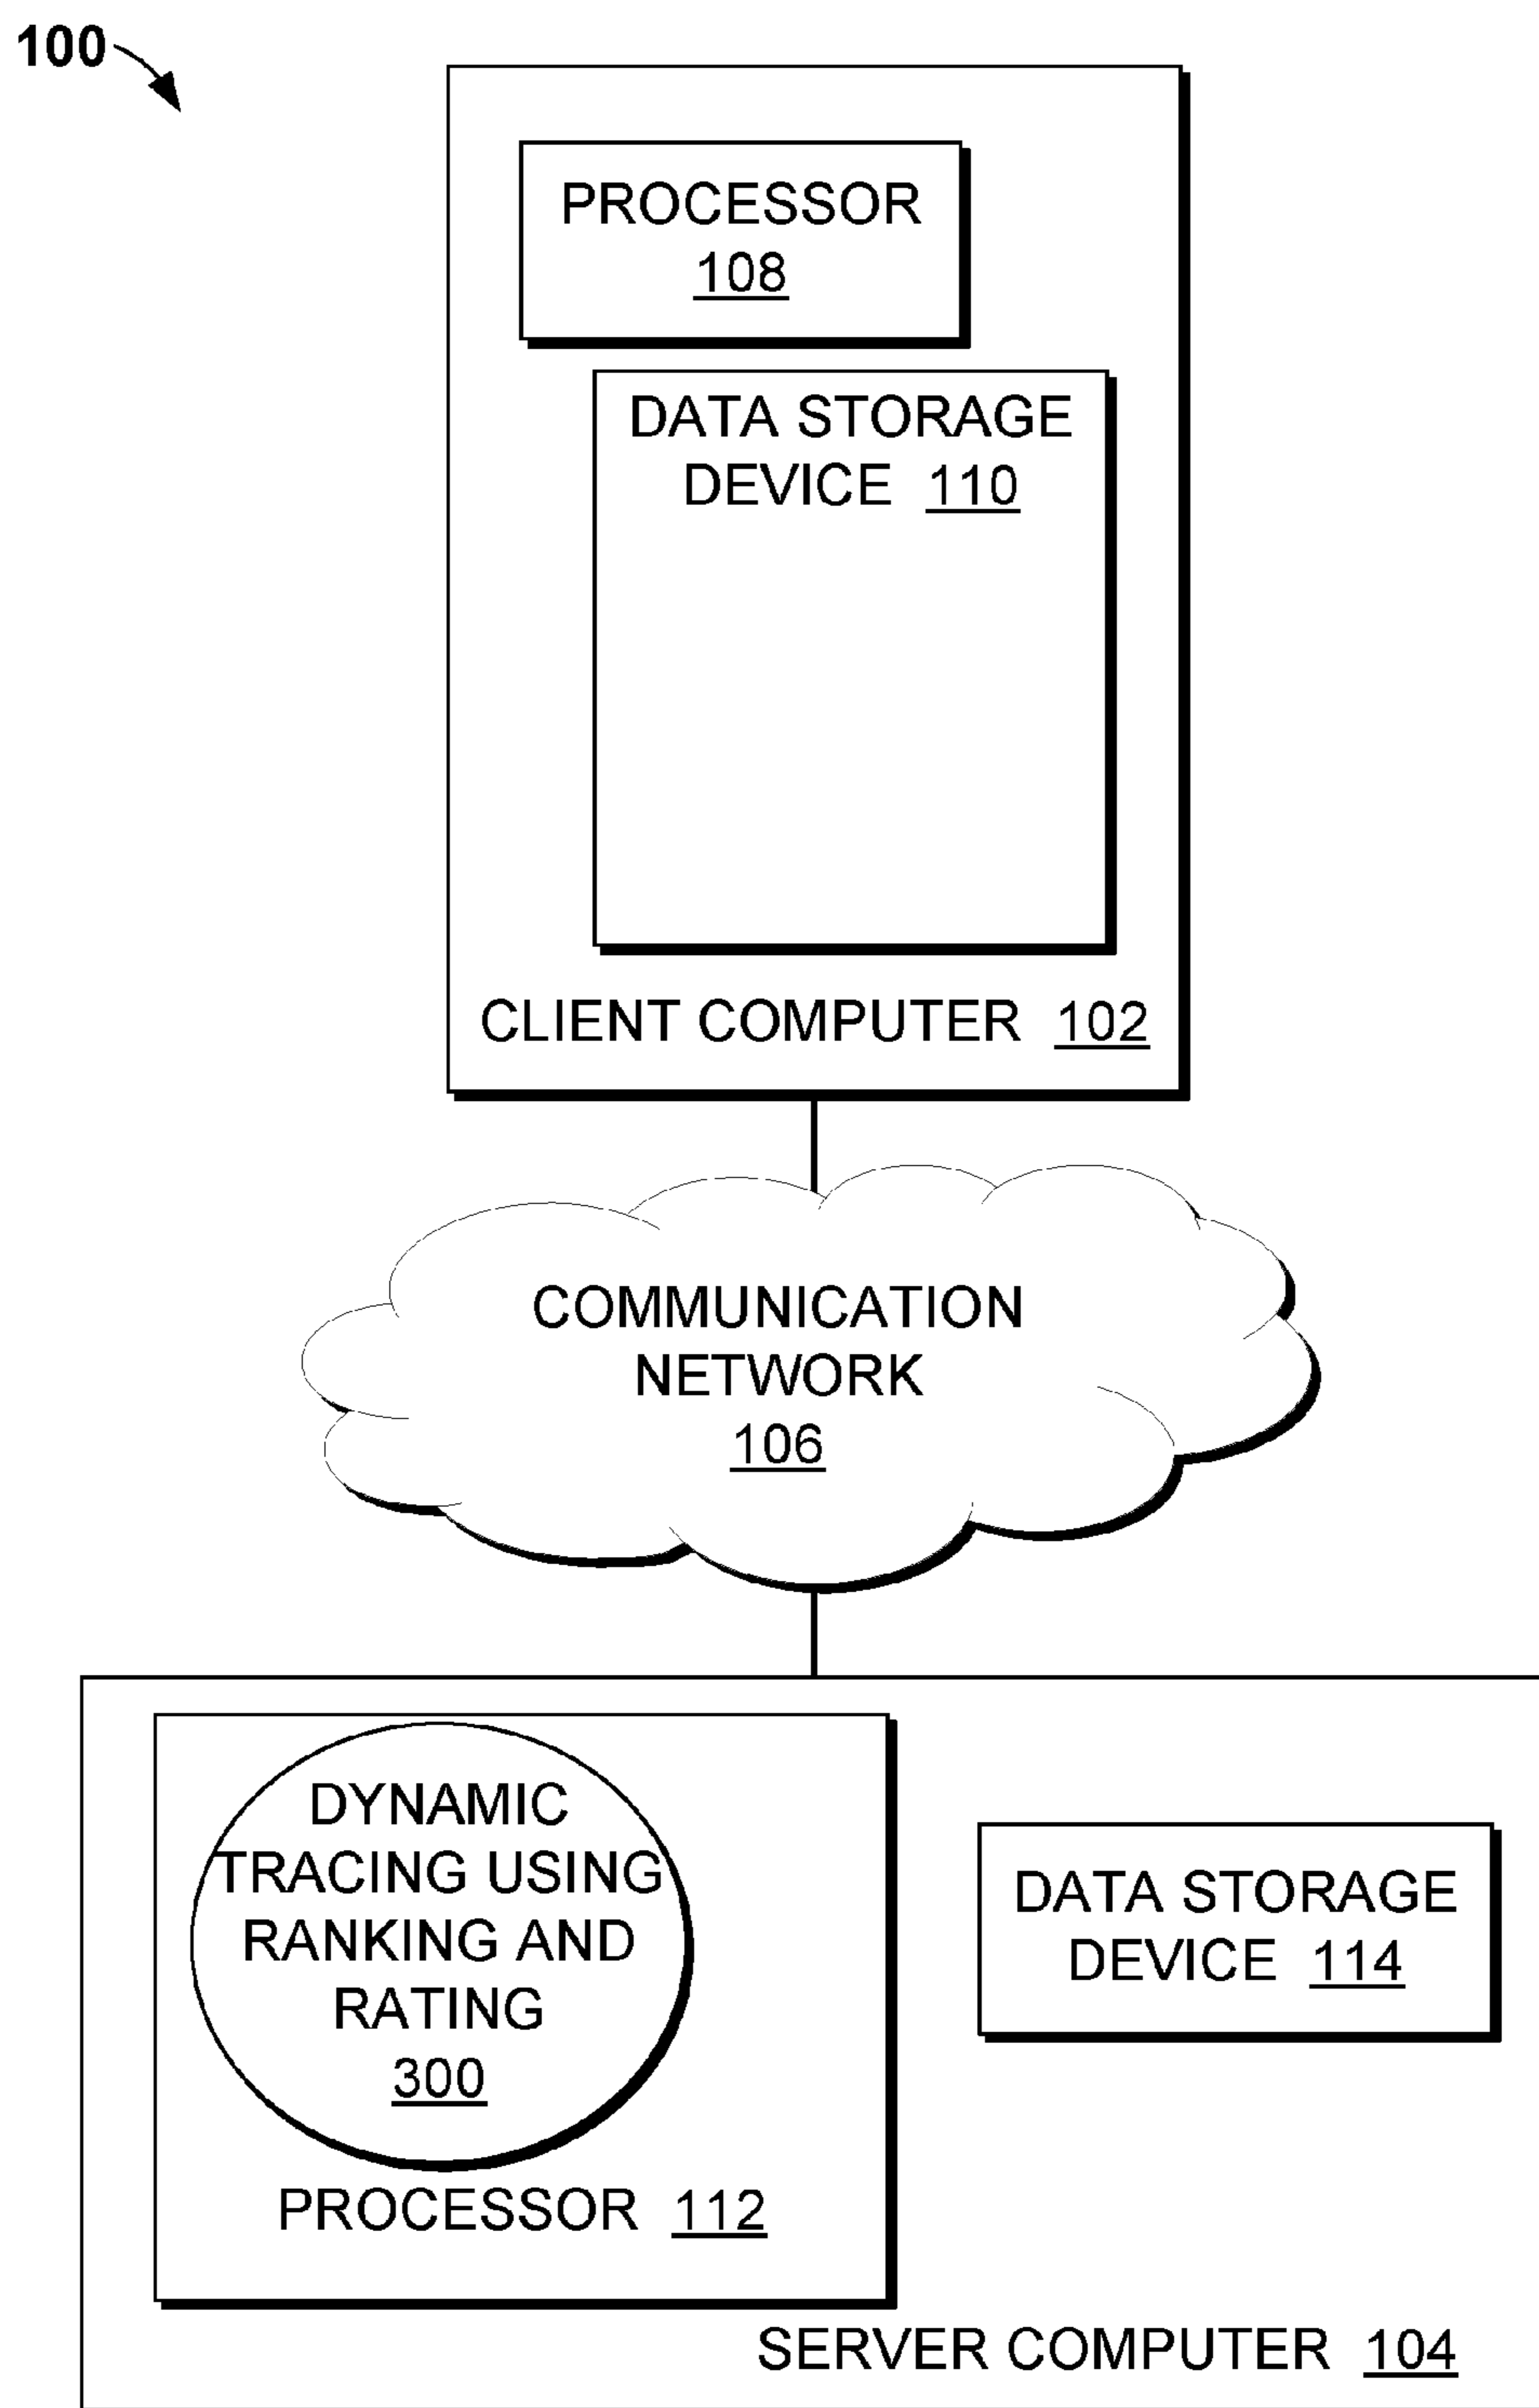 100
PROCESSOR
108
DATA STORAGE
DEVICE 110
CLIENT COMPUTER 102
COMMUNICATION
NETWORK
106
DYNAMIC
TRACING USING
RANKING AND
RATING
300
PROCESSOR 112
DATA STORAGE
DEVICE 114
SERVER COMPUTER 104